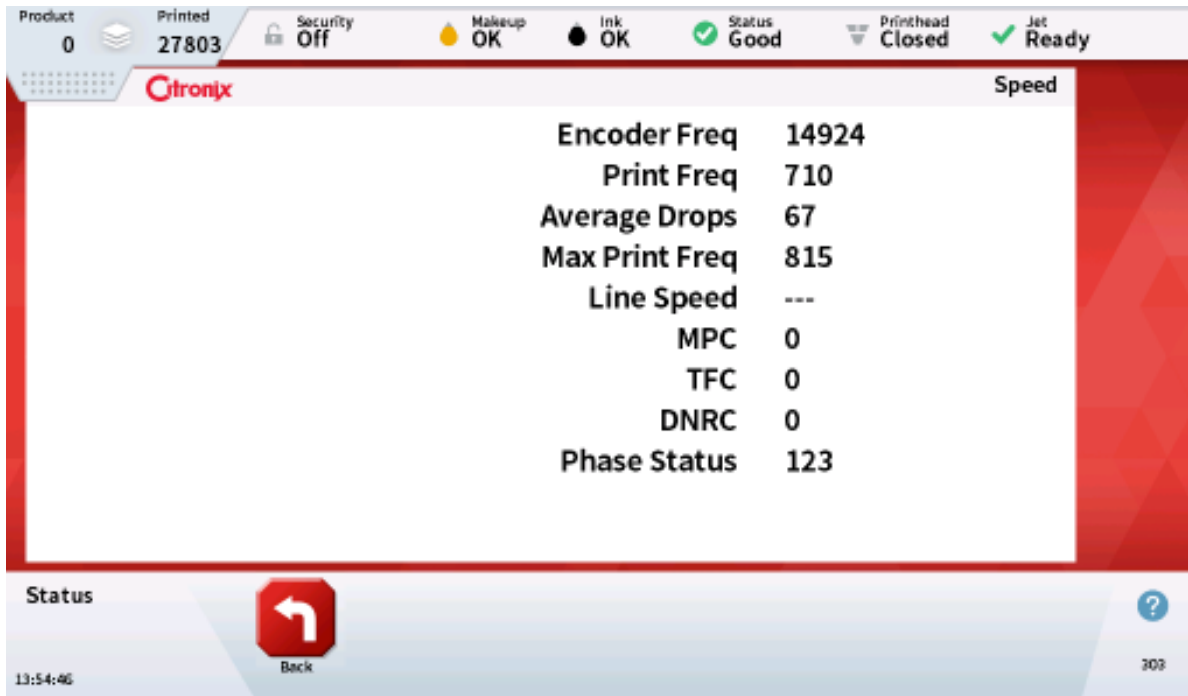 Product
0
Printed
27803
Security
Off
Makeup
OK
Ink
OK
Status
Good
Printhead
Closed
Jet
Ready
Citronix
Speed
Encoder Freq 14924
Print Freq 710
Average Drops 67
Max Print Freq 815
Line Speed ---
MPC 0
TFC 0
DNRC 0
Phase Status 123
Status
Back
?
13:54:46
303